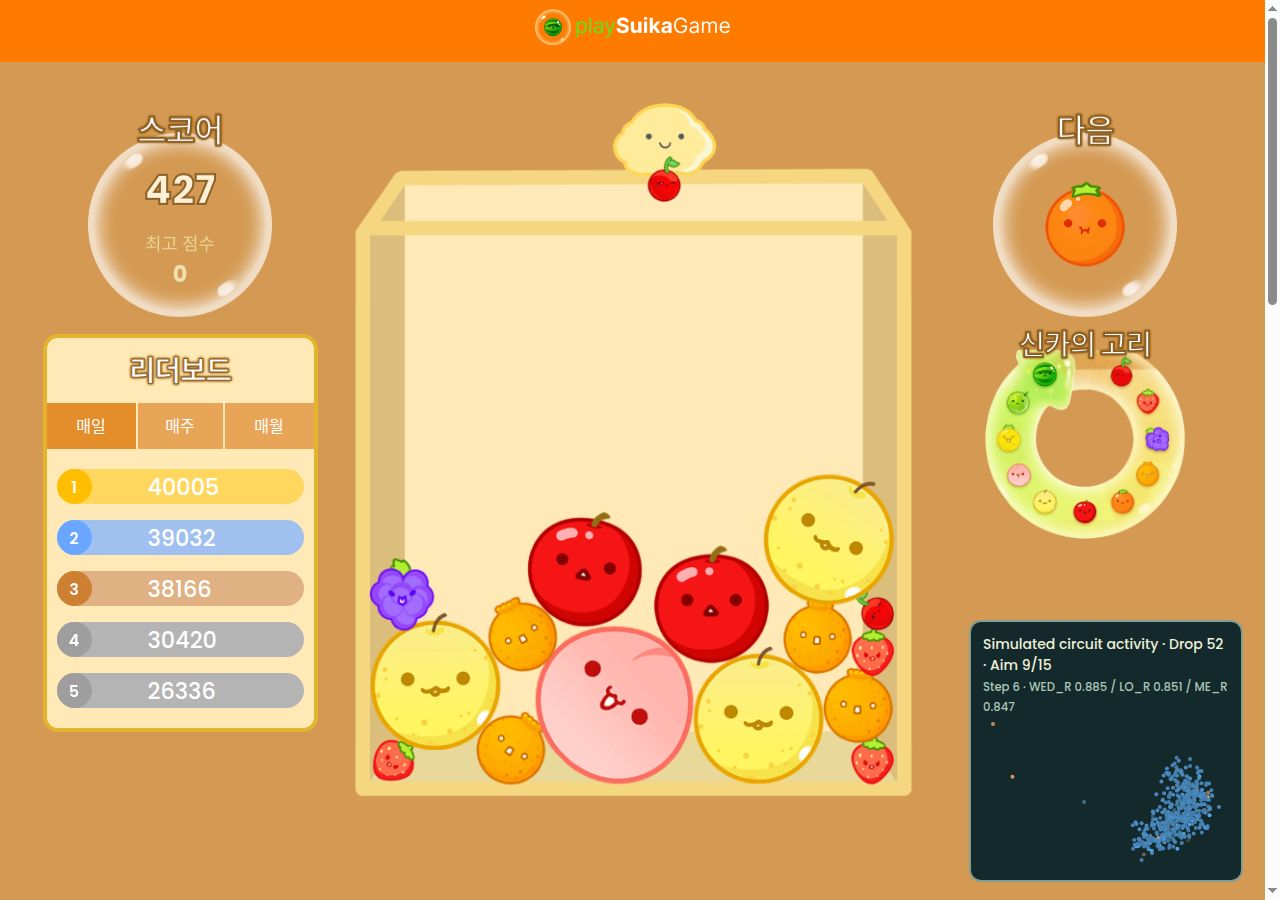 playSuikaGame
스코어
427
최고 점수
0
리더보드
매일 매주 매월
1 40005
2 39032
3 38166
4 30420
5 26336
다음
신카의 고리
Simulated circuit activity · Drop 52
· Aim 9/15
Step 6 · WED_R 0.885 / LO_R 0.851 / ME_R
0.847